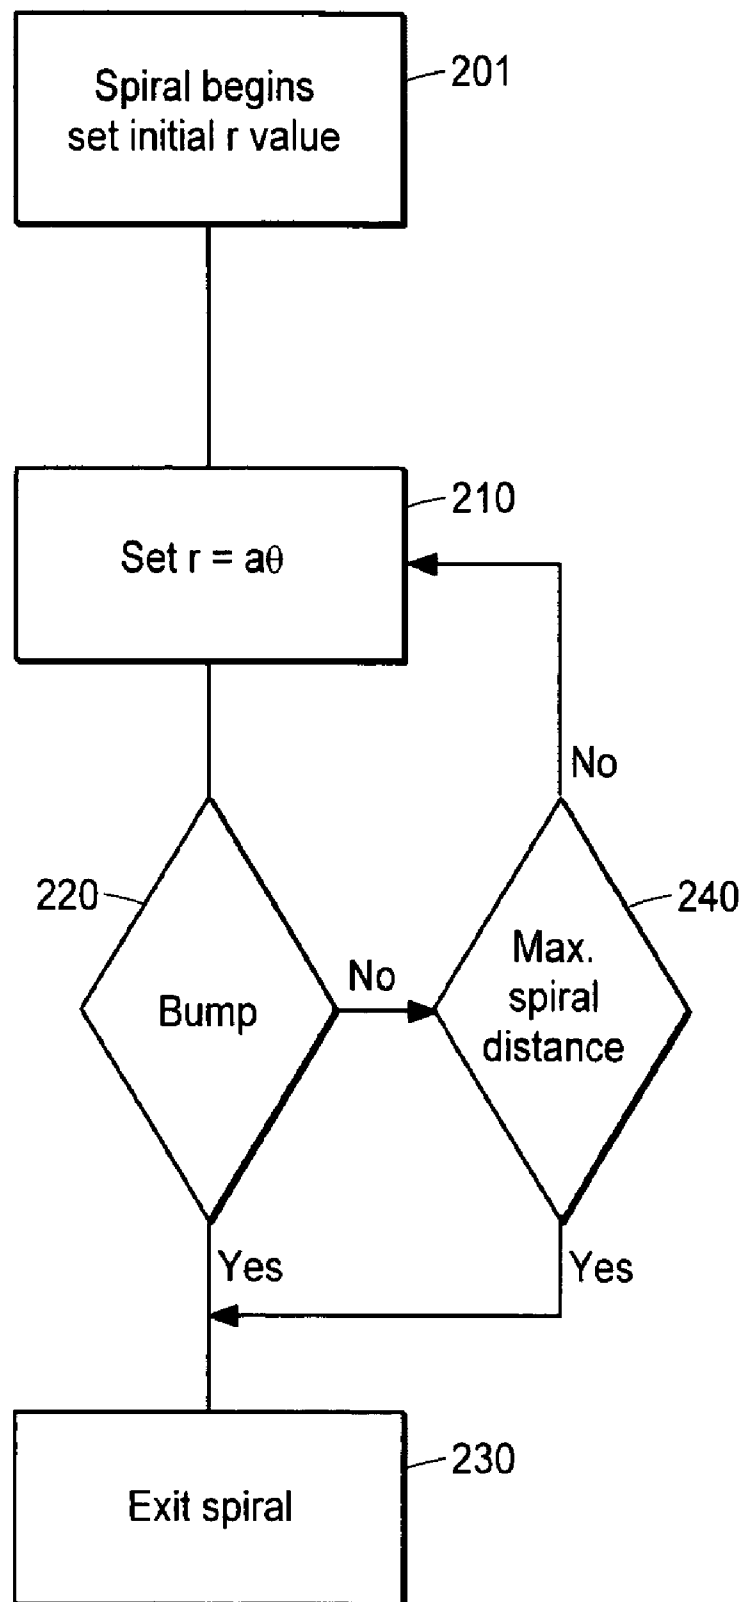 Spiral begins
set initial r value
201
Set r = aθ
210
No
220
Bump
No
Max.
spiral
distance
240
Yes
Yes
Exit spiral
230